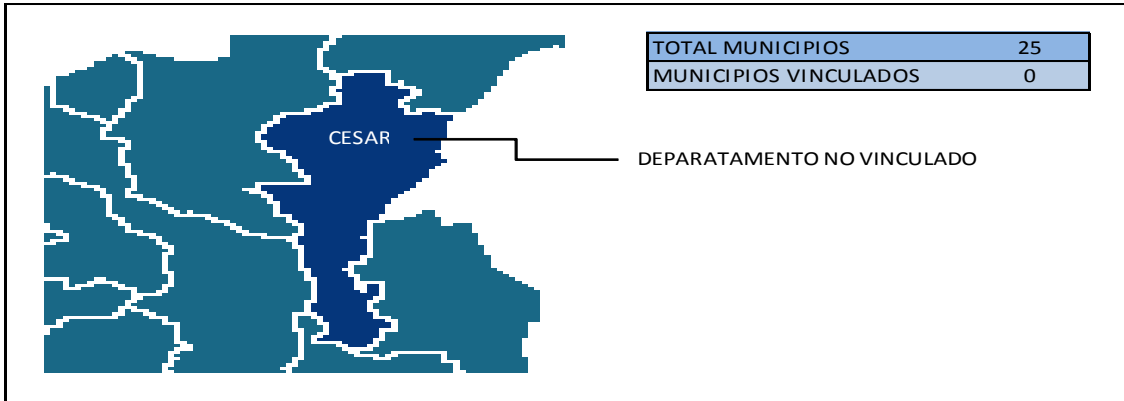 TOTAL MUNICIPIOS 25
MUNICIPIOS VINCULADOS 0
CESAR
DEPARATAMENTO NO VINCULADO